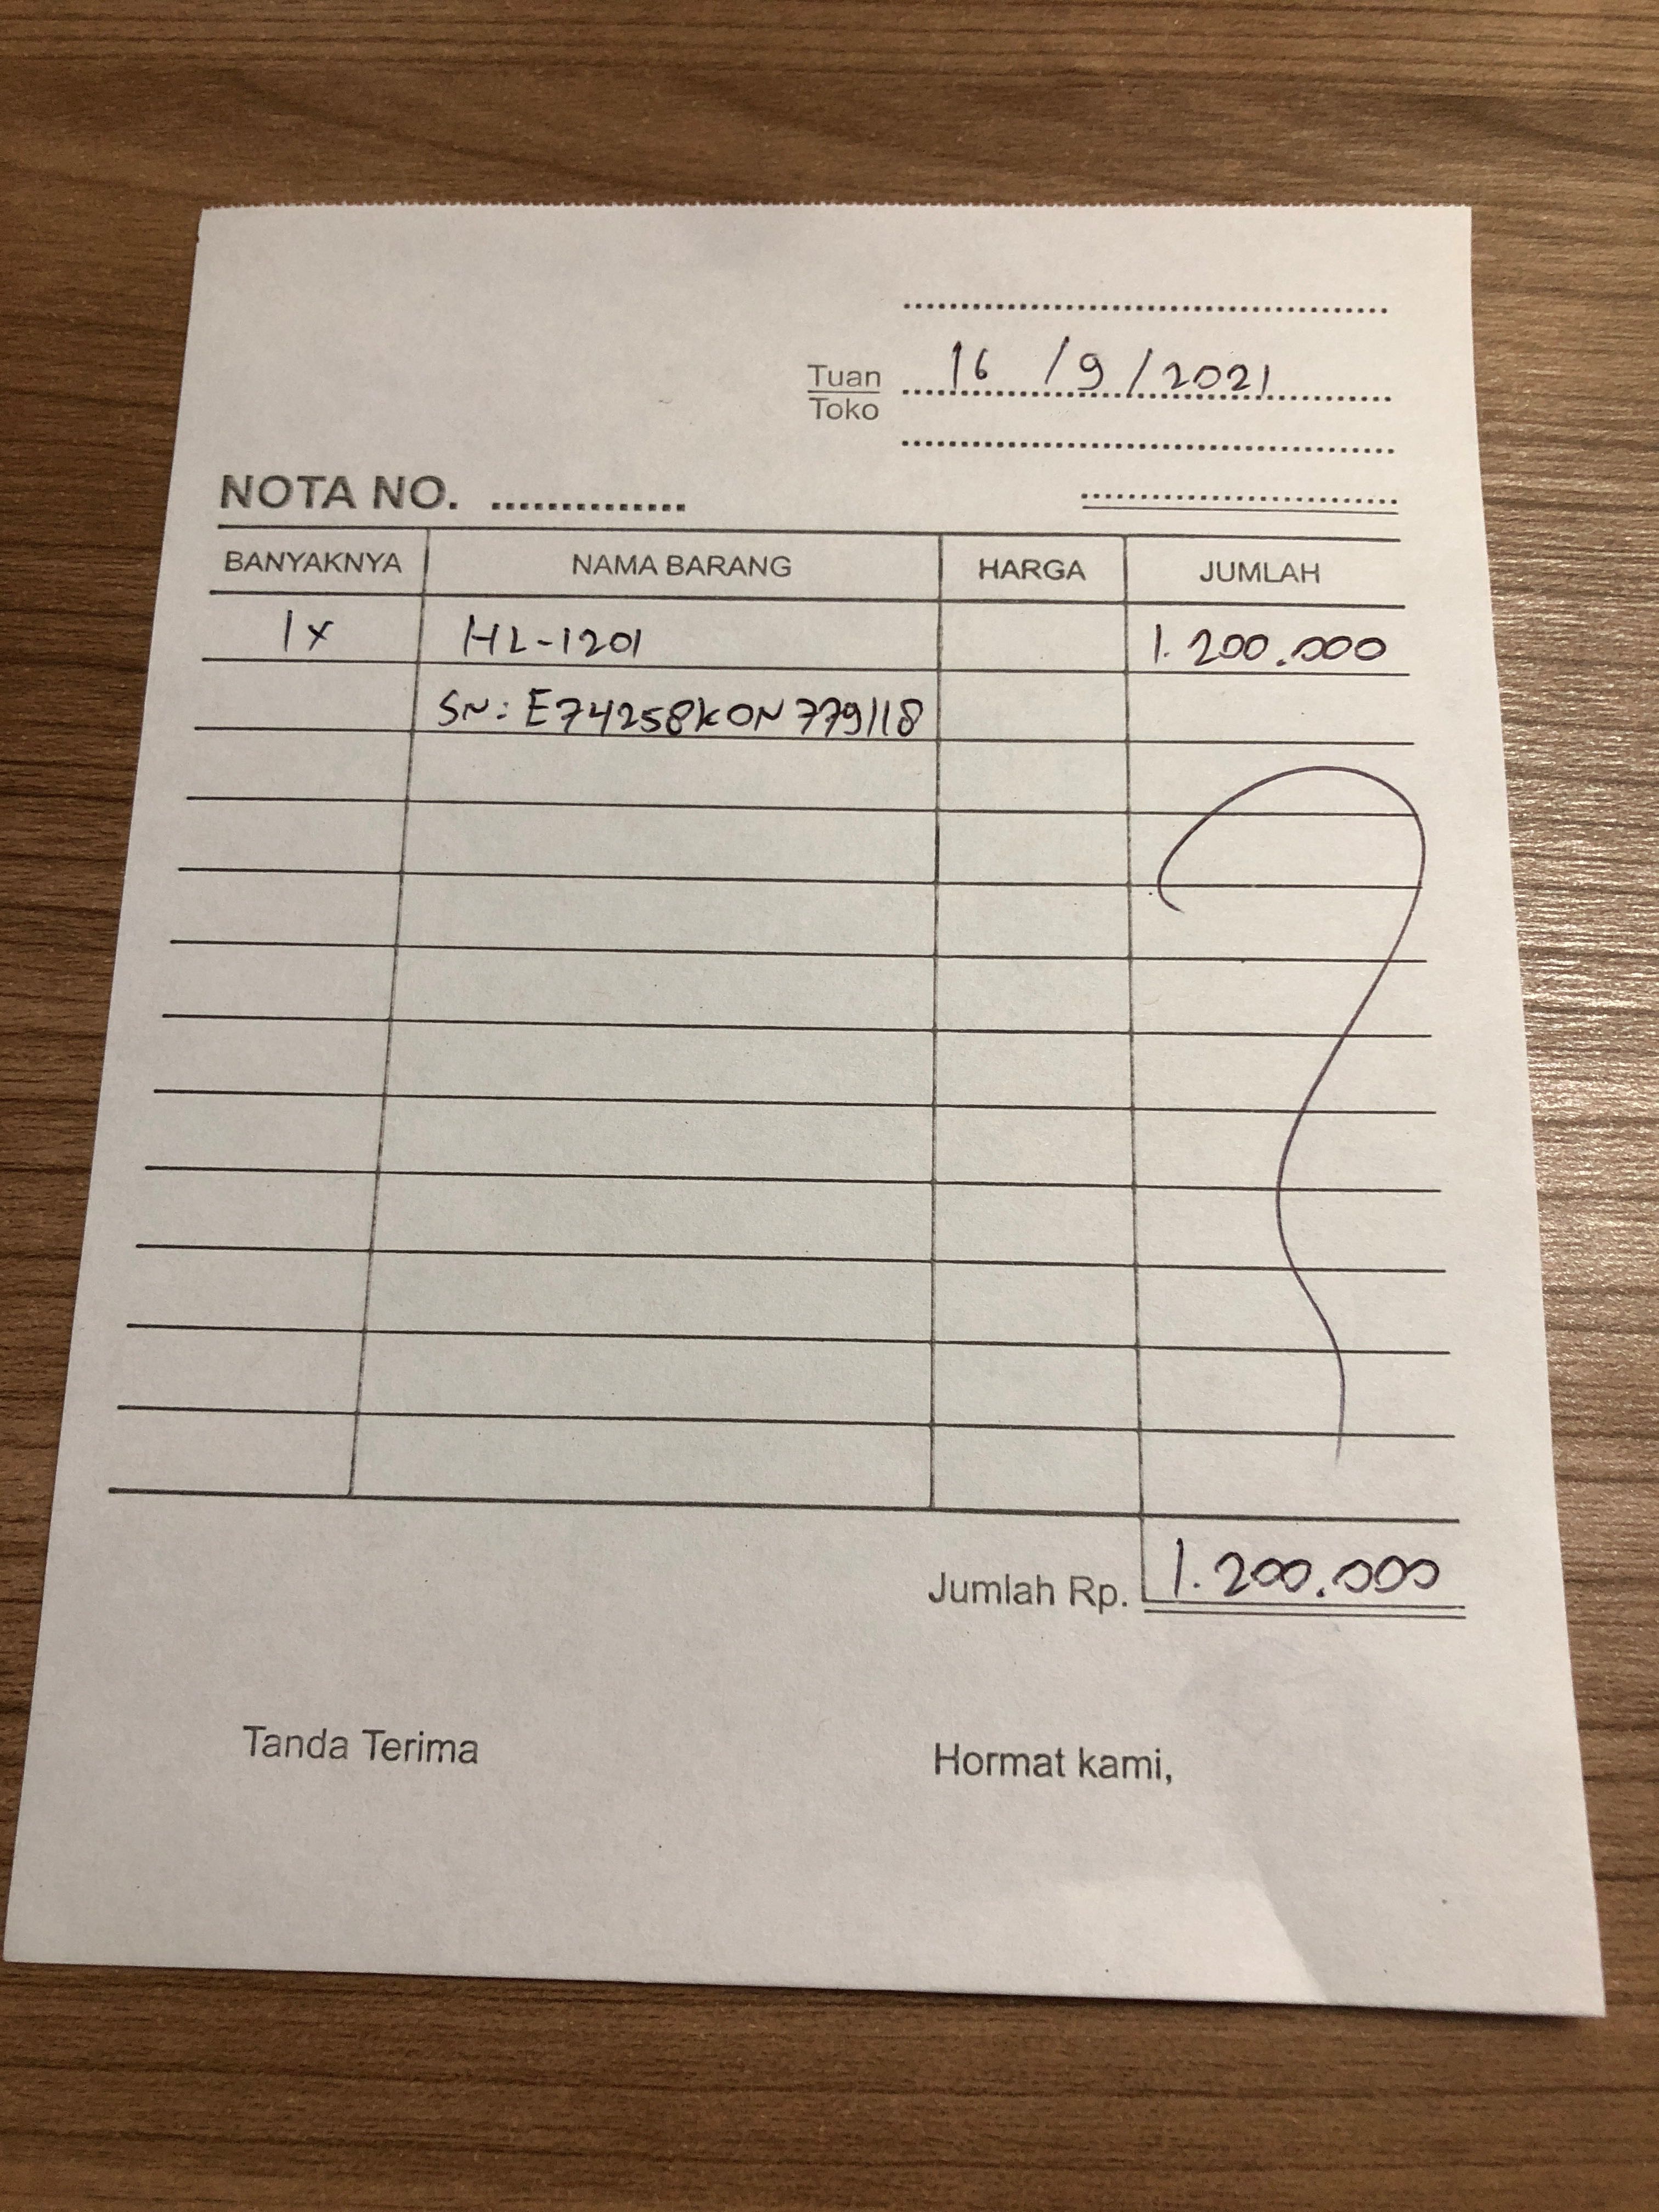 16 /9/2021
Tuan
Toko
NOTA NO.
BANYAKNYA NAMA BARANG HARGA JUMLAH
1x HL-1201 1.200.000
SN: E74258K0N779118
Jumlah Rp. 1.200.000
Tanda Terima Hormat kami,